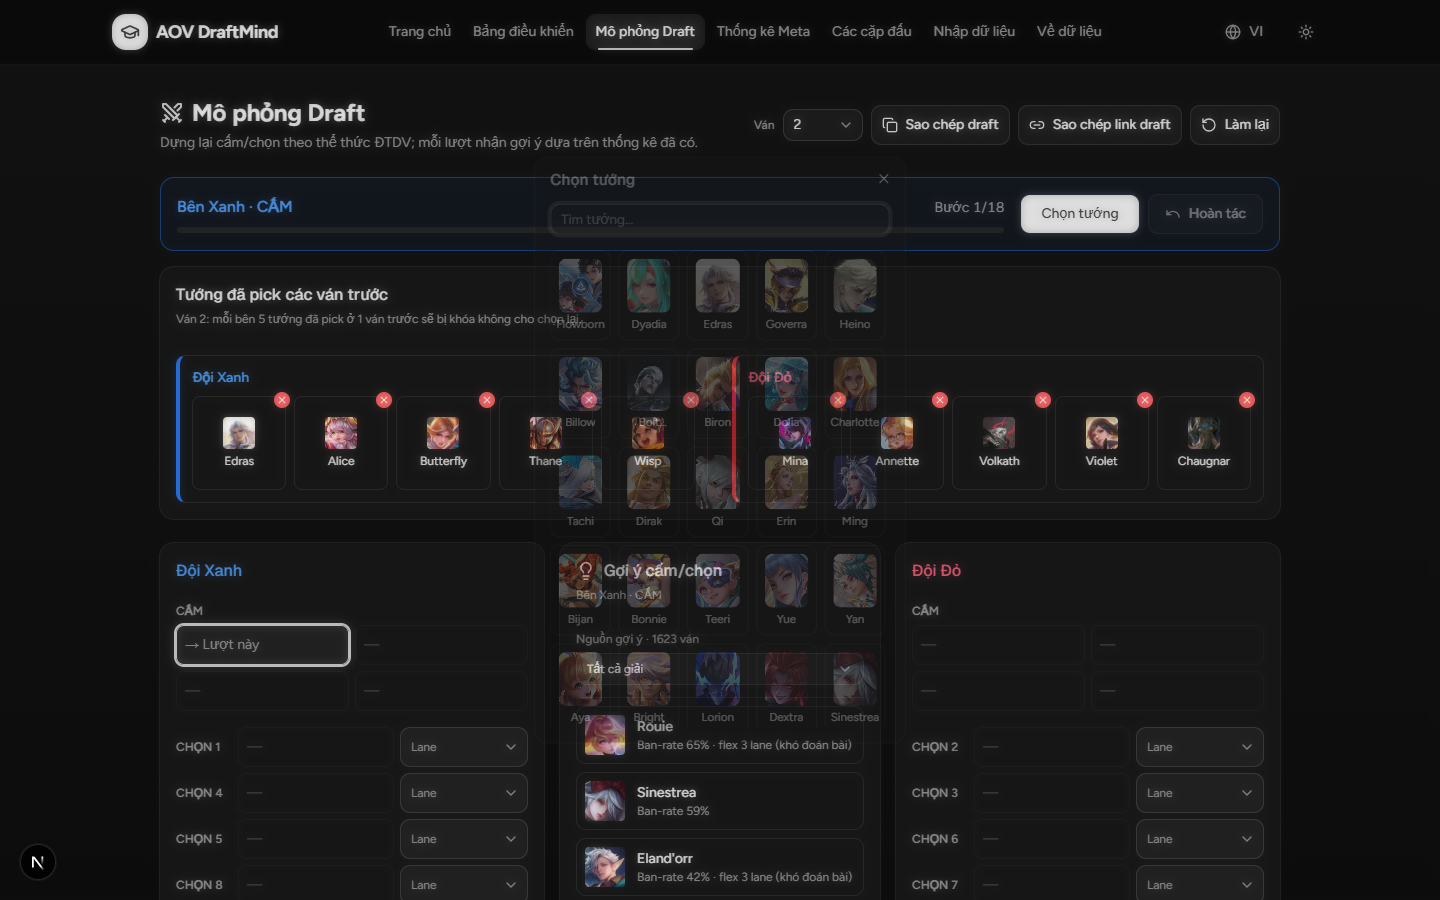 AOV DraftMind
Trang chủ
Bảng điều khiển
Mô phỏng Draft
Thống kê Meta
Các cặp đấu
Nhập dữ liệu
Về dữ liệu
VI
Mô phỏng Draft
Dựng lại cấm/chọn theo thể thức ĐTDV; mỗi lượt nhận gợi ý dựa trên thống kê đã có.
Ván
2
Sao chép draft
Sao chép link draft
Làm lại
Bên Xanh · CẤM
Bước 1/18
Chọn tướng
Hoàn tác
Chọn tướng
Tìm tướng...
Tướng đã pick các ván trước
Ván 2: mỗi bên 5 tướng đã pick ở 1 ván trước sẽ bị khóa không cho chọn lại.
Flowborn
Dyadia
Edras
Goverra
Heino
Billow
Bolt...
Biron
Dolia
Charlotte
Tachi
Dirak
Qi
Erin
Ming
Bijan
Bonnie
Teeri
Yue
Yan
Aya
Bright
Lorion
Dextra
Sinestrea
Đội Xanh
Edras
Alice
Butterfly
Thane
Wisp
Đội Đỏ
Mina
Annette
Volkath
Violet
Chaugnar
Đội Xanh
CẤM
→ Lượt này
—
—
—
CHỌN 1
—
Lane
CHỌN 4
—
Lane
CHỌN 5
—
Lane
CHỌN 8
—
Lane
Gợi ý cấm/chọn
Bên Xanh · CẤM
Nguồn gợi ý · 1623 ván
Tất cả giải
Rouie
Ban-rate 65% · flex 3 lane (khó đoán bài)
Sinestrea
Ban-rate 59%
Eland'orr
Ban-rate 42% · flex 3 lane (khó đoán bài)
Đội Đỏ
CẤM
—
—
—
—
CHỌN 2
—
Lane
CHỌN 3
—
Lane
CHỌN 6
—
Lane
CHỌN 7
—
Lane
N